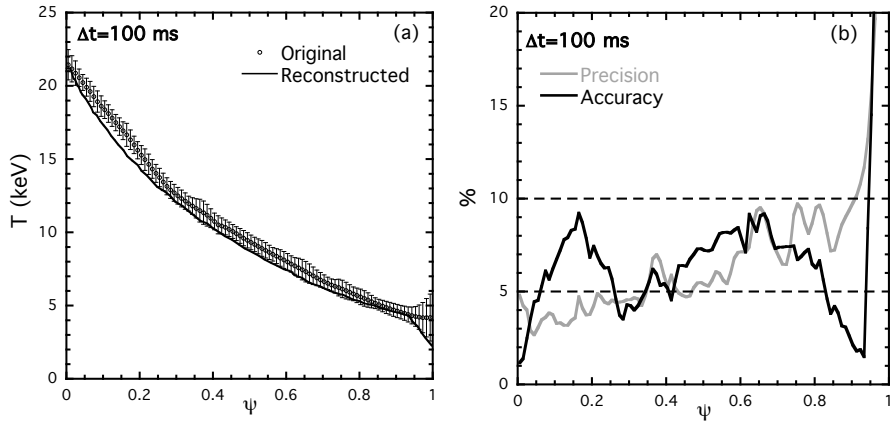 Δt=100 ms
(a)
Original
Reconstructed
25
20
15
10
5
0
T (keV)
0
0.2
0.4
0.6
0.8
1
ψ
Δt=100 ms
(b)
Precision
Accuracy
20
15
10
5
0
%
0
0.2
0.4
0.6
0.8
1
ψ